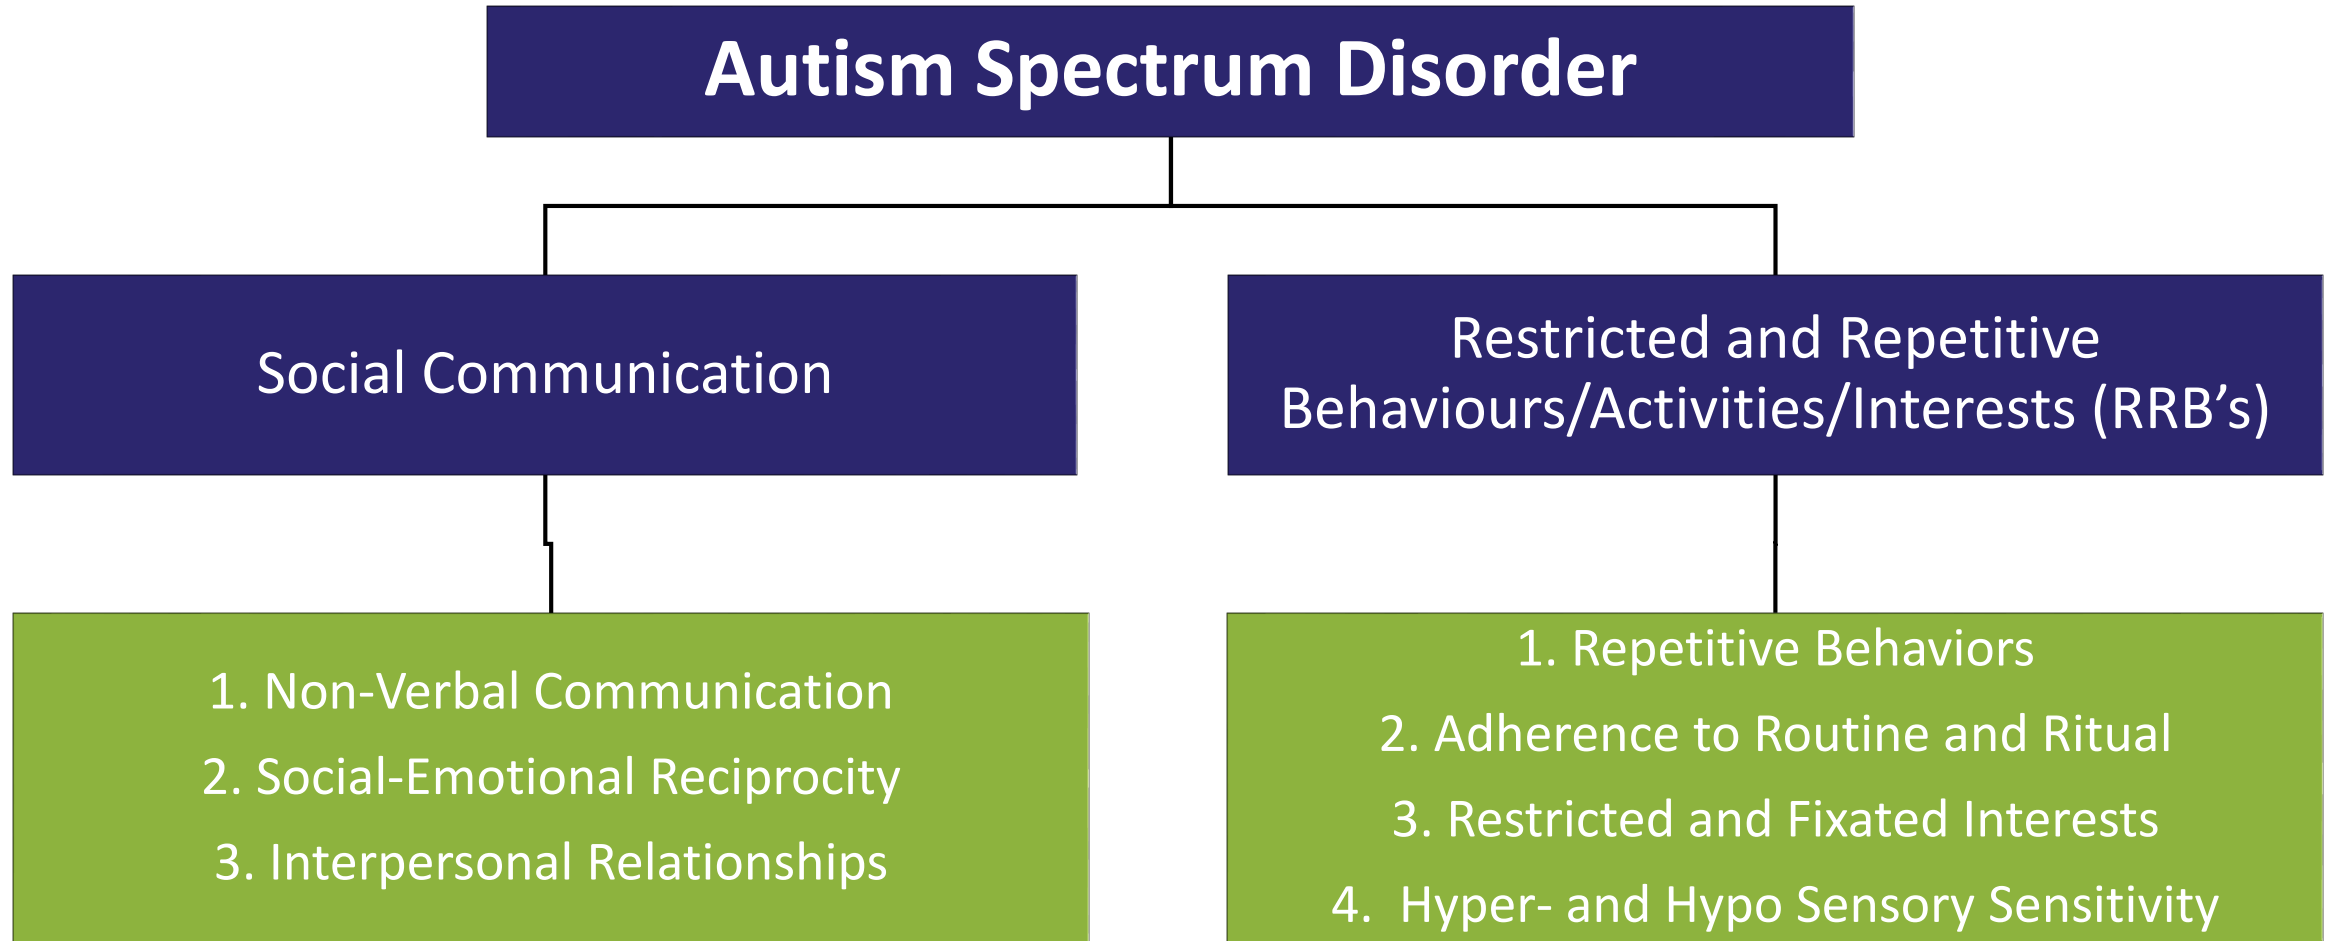 Autism Spectrum Disorder
Social Communication
Restricted and Repetitive
Behaviours/Activities/Interests (RRB’s)
1. Non-Verbal Communication
2. Social-Emotional Reciprocity
3. Interpersonal Relationships
1. Repetitive Behaviors
2. Adherence to Routine and Ritual
3. Restricted and Fixated Interests
4. Hyper- and Hypo Sensory Sensitivity